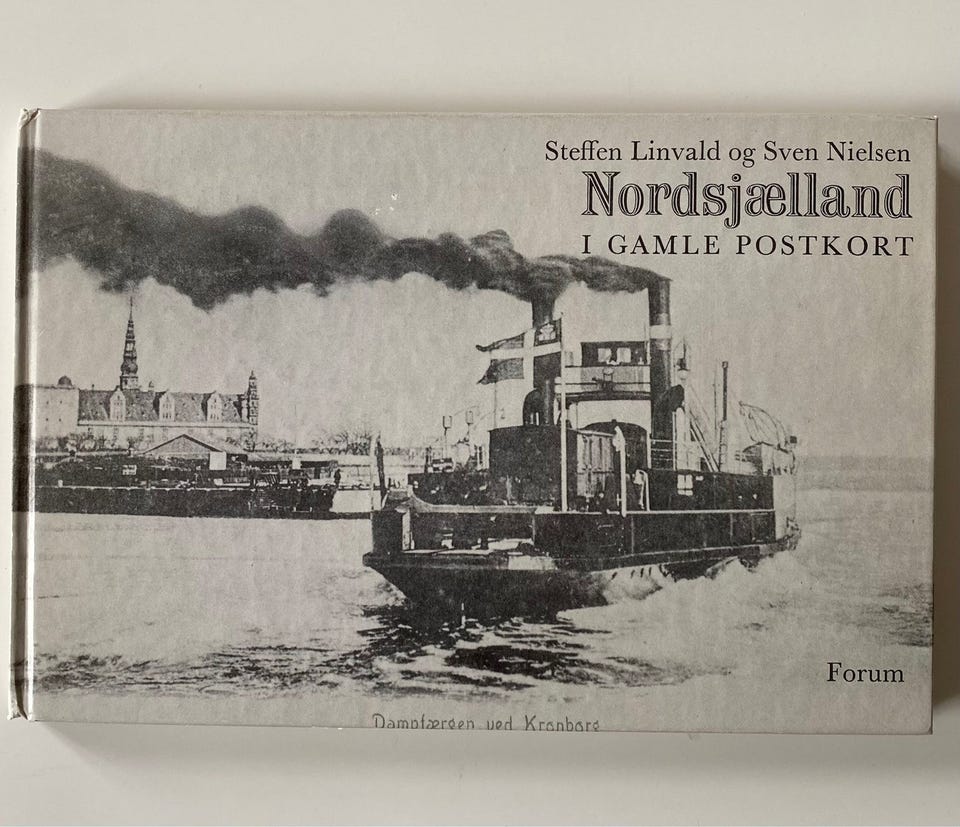 Steffen Linvald og Sven Nielsen
Nordsjælland
I GAMLE POSTKORT
Forum
Dampfærgen ved Kronborg